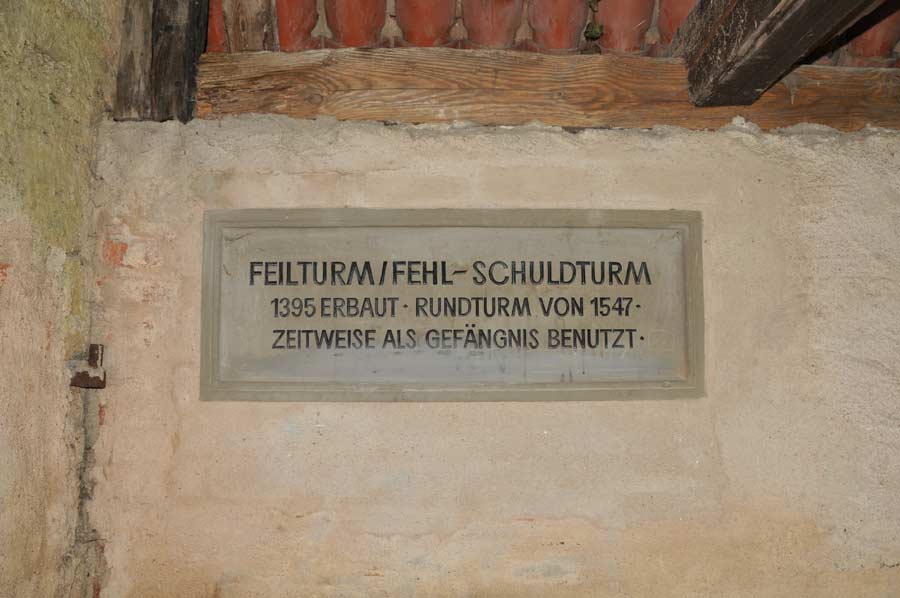 FEILTURM/FEHL-SCHULDTURM
1395 ERBAUT · RUNDTURM VON 1547 ·
ZEITWEISE ALS GEFÄNGNIS BENUTZT ·